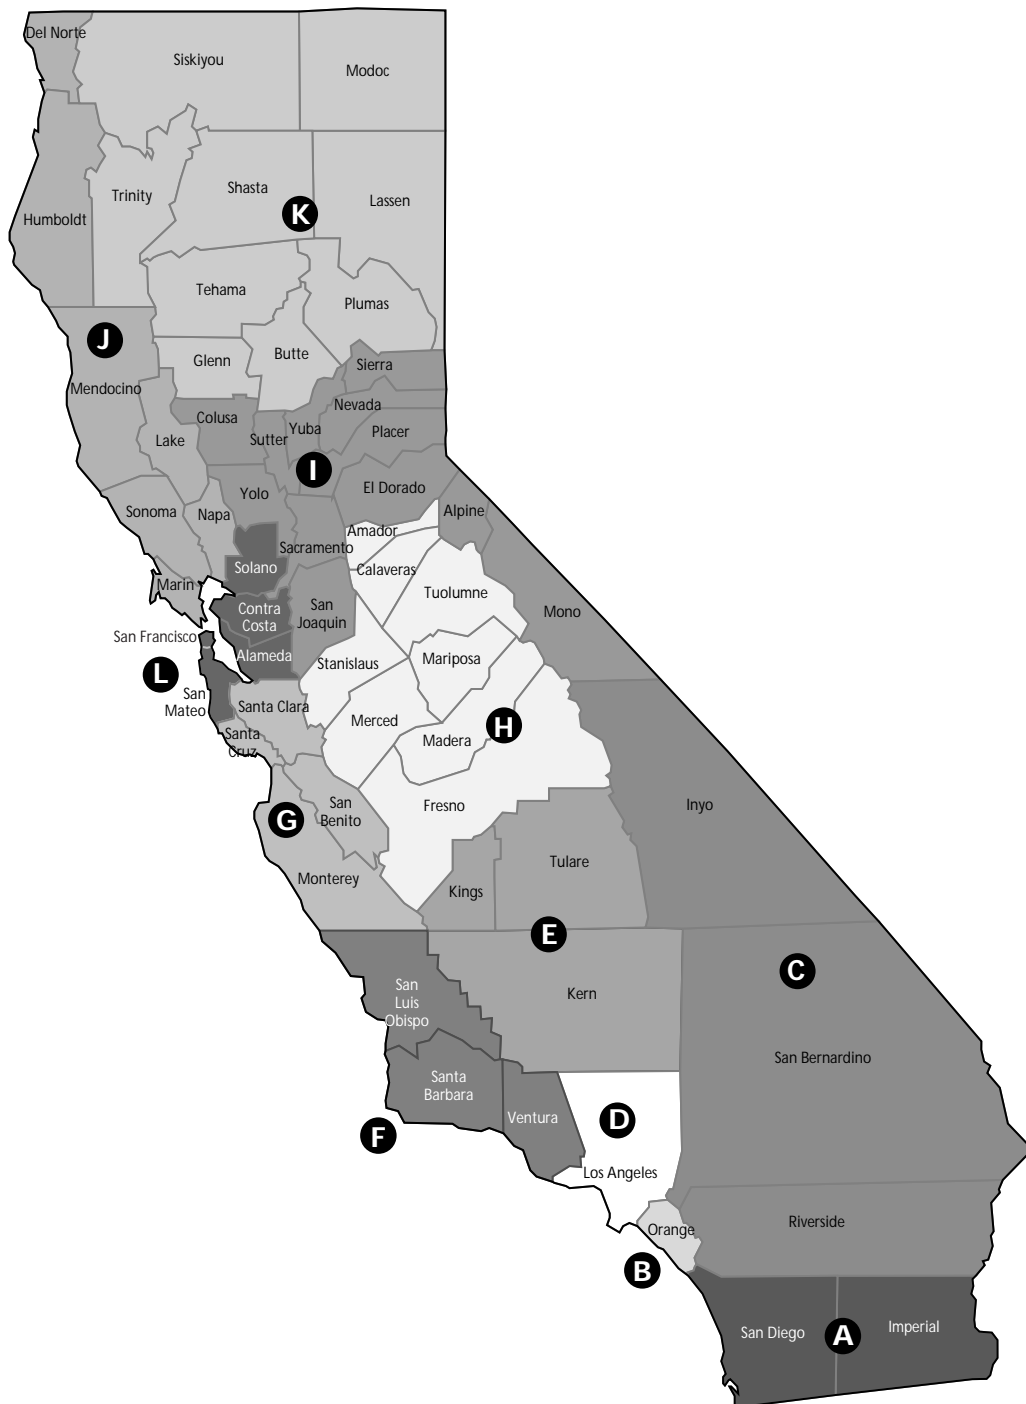 Del Norte
Siskiyou
Modoc
Shasta
Trinity
Lassen
K
Humboldt
Tehama
Plumas
J
Butte
Glenn
Sierra
Mendocino
Nevada
Colusa
Yuba
Placer
Sutter
Lake
I
El Dorado
Yolo
Sonoma
Napa
Alpine
Amador
Sacramento
Solano
Calaveras
Marin
Tuolumne
Contra
Costa
San
Joaquin
Mono
San Francisco
Alameda
Mariposa
Stanislaus
L
San
Mateo
Santa Clara
Merced
H
Santa
Cruz
Madera
San
Benito
Fresno
Inyo
G
Tulare
Monterey
Kings
E
C
San
Luis
Obispo
Kern
San Bernardino
Santa
Barbara
Ventura
D
F
Los Angeles
Orange
Riverside
B
San Diego
A
Imperial